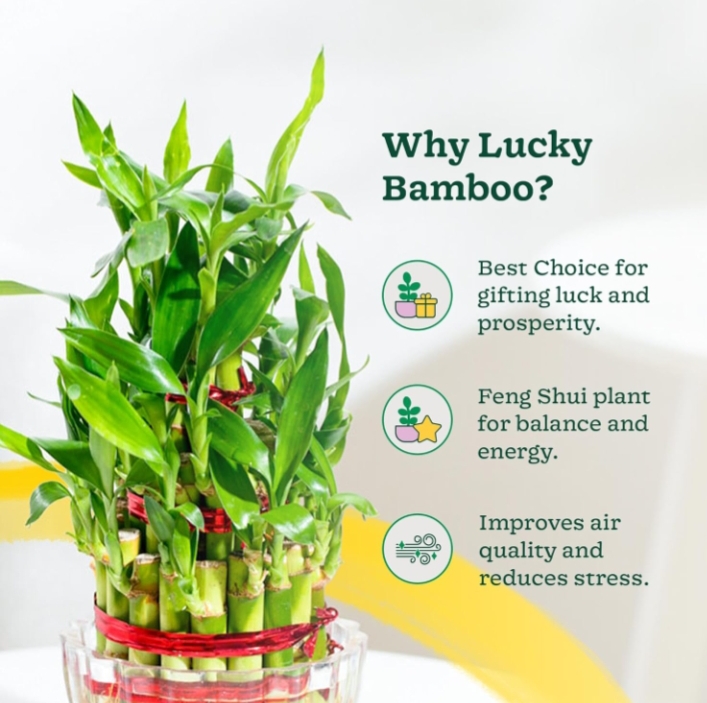 Why Lucky
Bamboo?
Best Choice for
gifting luck and
prosperity.
Feng Shui plant
for balance and
energy.
Improves air
quality and
reduces stress.